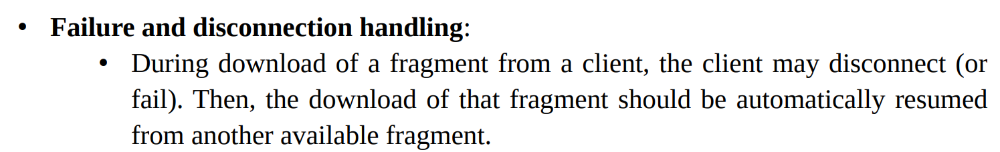 • Failure and disconnection handling:
• During download of a fragment from a client, the client may disconnect (or
fail). Then, the download of that fragment should be automatically resumed
from another available fragment.